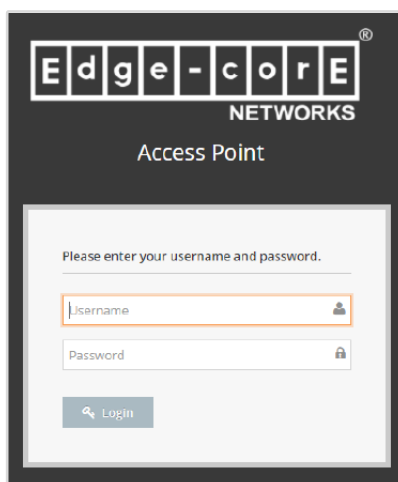 Edge-corE®
NETWORKS
Access Point
Please enter your username and password.
Username
Password
Login